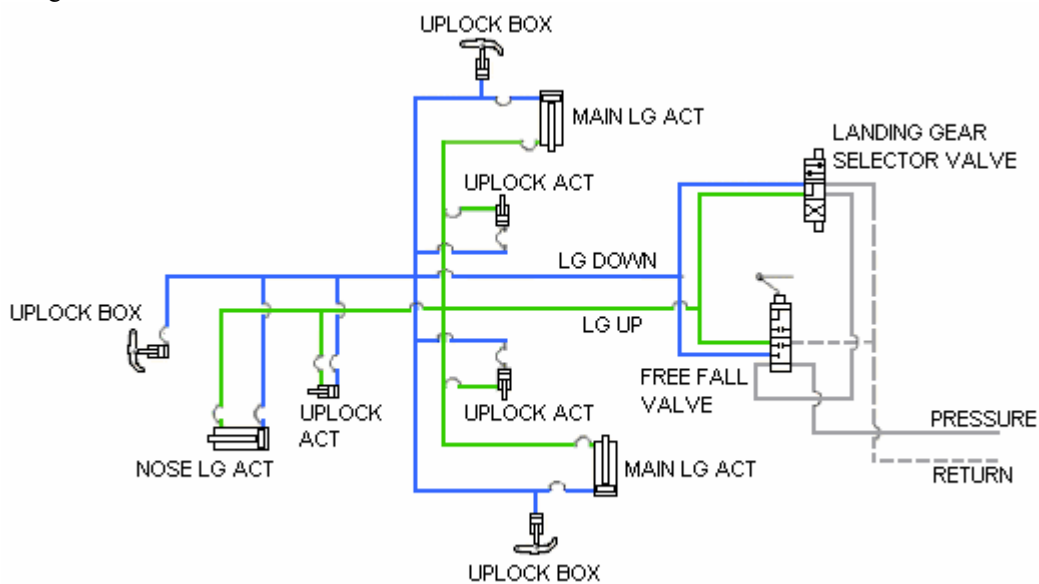 UPLOCK BOX
MAIN LG ACT
LANDING GEAR
SELECTOR VALVE
UPLOCK ACT
LG DOWN
UPLOCK BOX
LG UP
FREE FALL
VALVE
UPLOCK
ACT
UPLOCK ACT
PRESSURE
NOSE LG ACT
MAIN LG ACT
RETURN
UPLOCK BOX